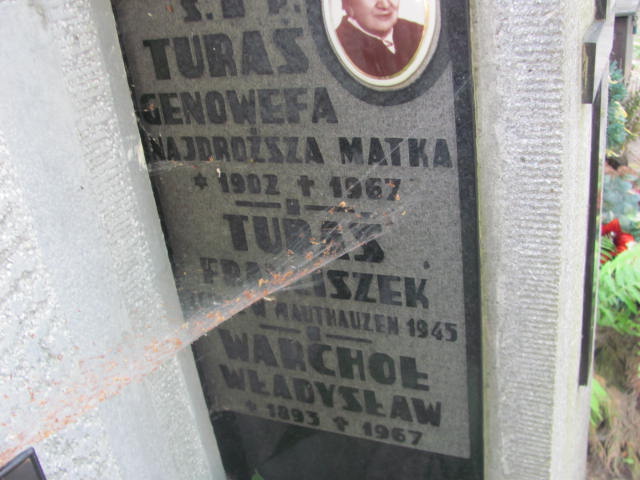 Ś. † P.
TURAŚ
GENOWEFA
NAJDROŻSZA MATKA
* 1902 † 1967
TURAŚ
FRANCISZEK
MAUTHAUZEN 1945
WARCHOŁ
WŁADYSŁAW
* 1893 † 1967